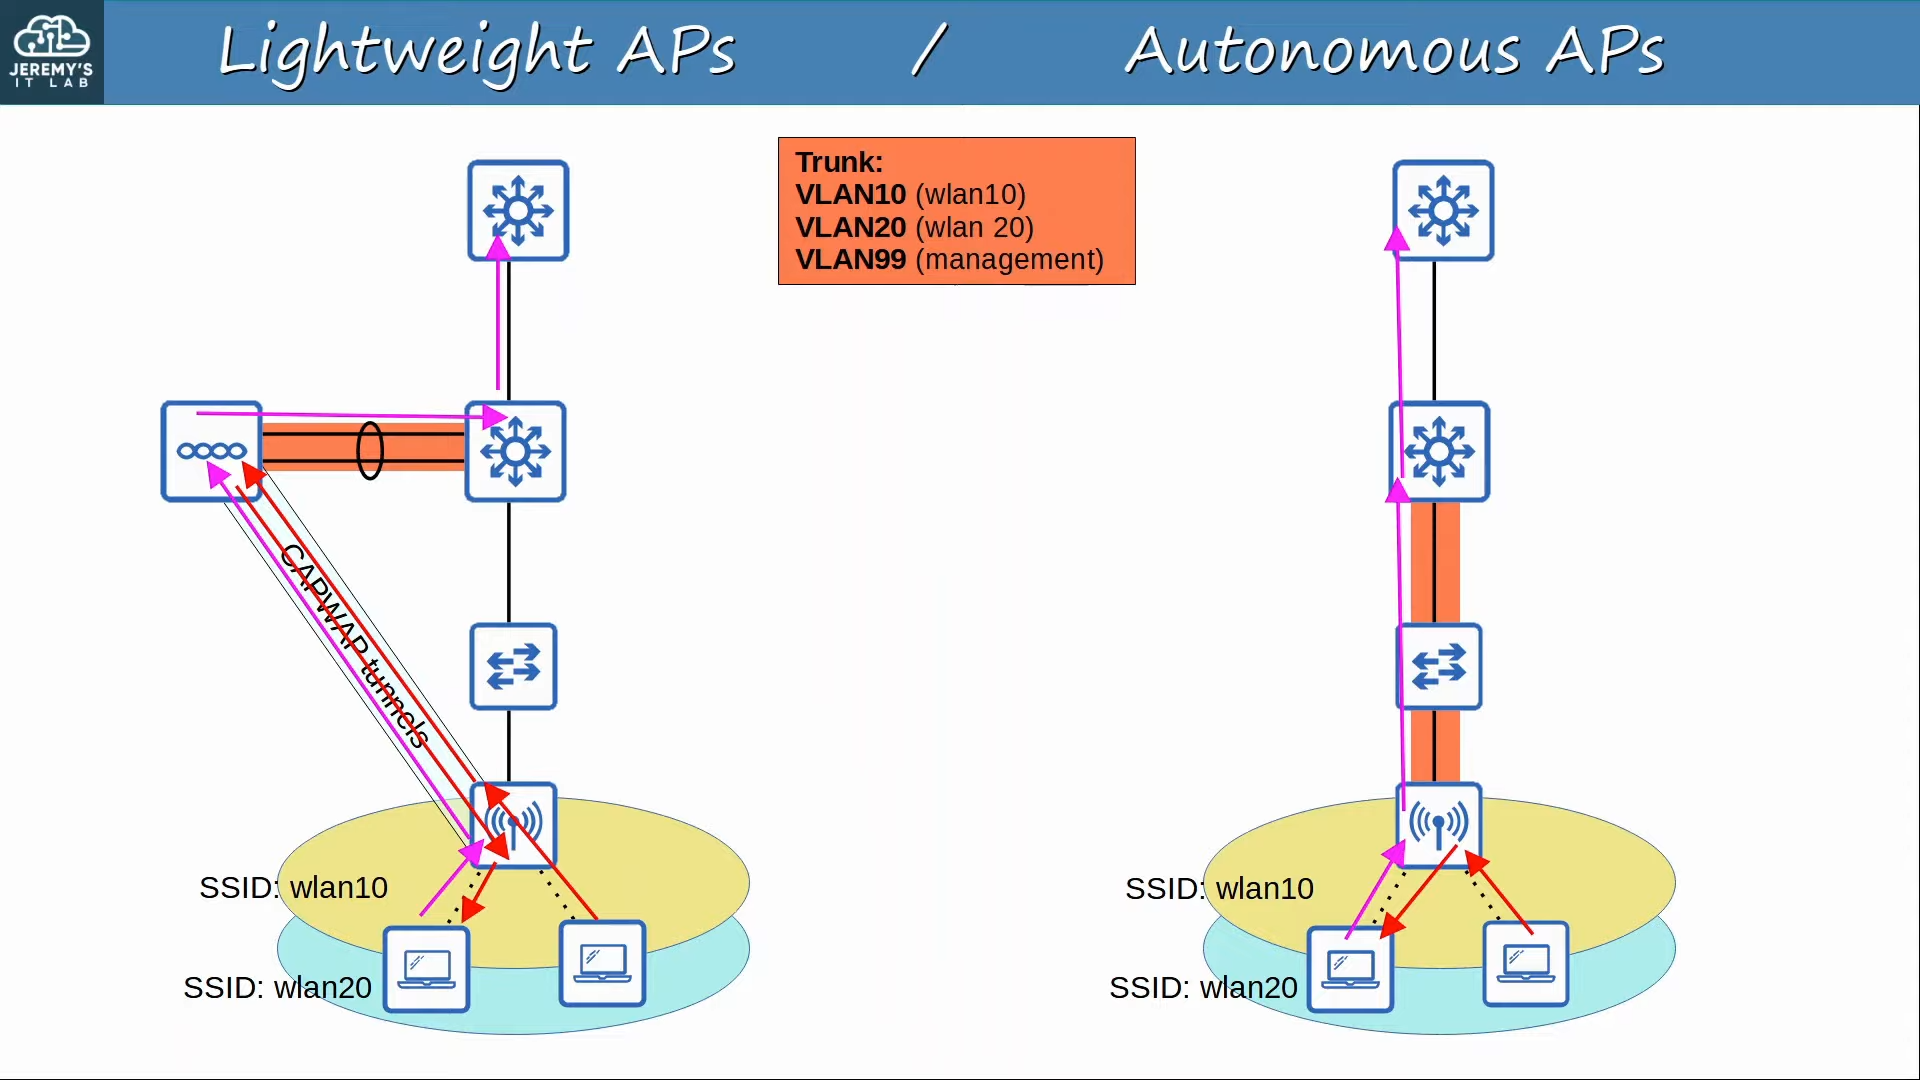 JEREMY'S
IT LAB
Lightweight APs / Autonomous APs
Trunk:
VLAN10 (wlan10)
VLAN20 (wlan 20)
VLAN99 (management)
CAPWAP tunnels
SSID: wlan10
SSID: wlan20
SSID: wlan10
SSID: wlan20